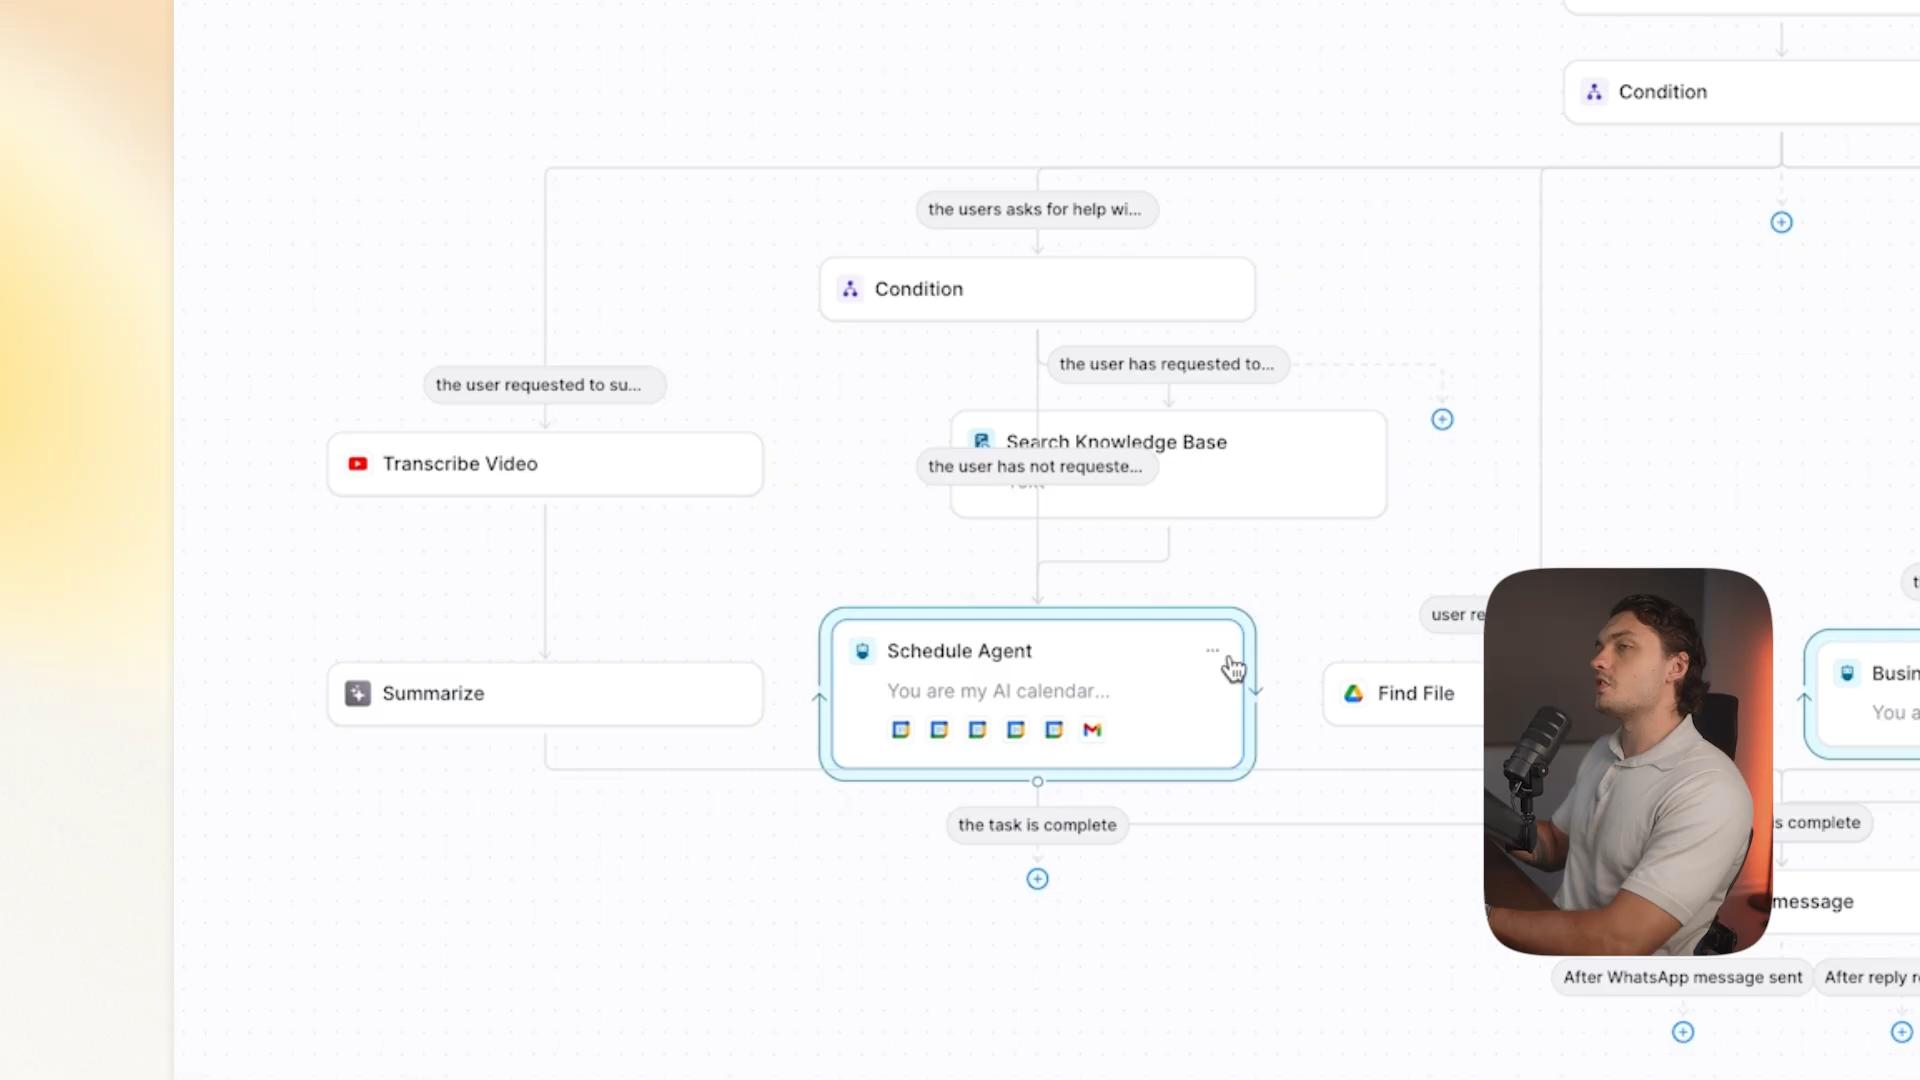 Condition
the users asks for help wi...
Condition
the user has requested to...
the user requested to su...
Search Knowledge Base
the user has not requeste...
Transcribe Video
user re
Schedule Agent
You are my AI calendar...
Summarize
Find File
Busin
You a
the task is complete
s complete
message
After WhatsApp message sent
After reply r